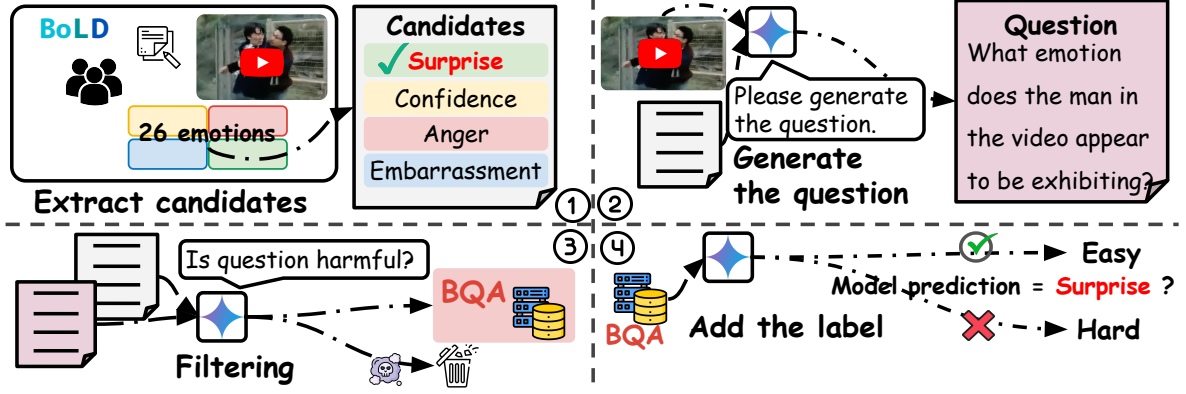 BoLD
26 emotions
Extract candidates
Candidates
Surprise
Confidence
Anger
Embarrassment
1
2
Please generate
the question.
Generate
the question
Question
What emotion
does the man in
the video appear
to be exhibiting?
3
Is question harmful?
Filtering
BQA
4
BQA
Add the label
Easy
Model prediction = Surprise ?
Hard